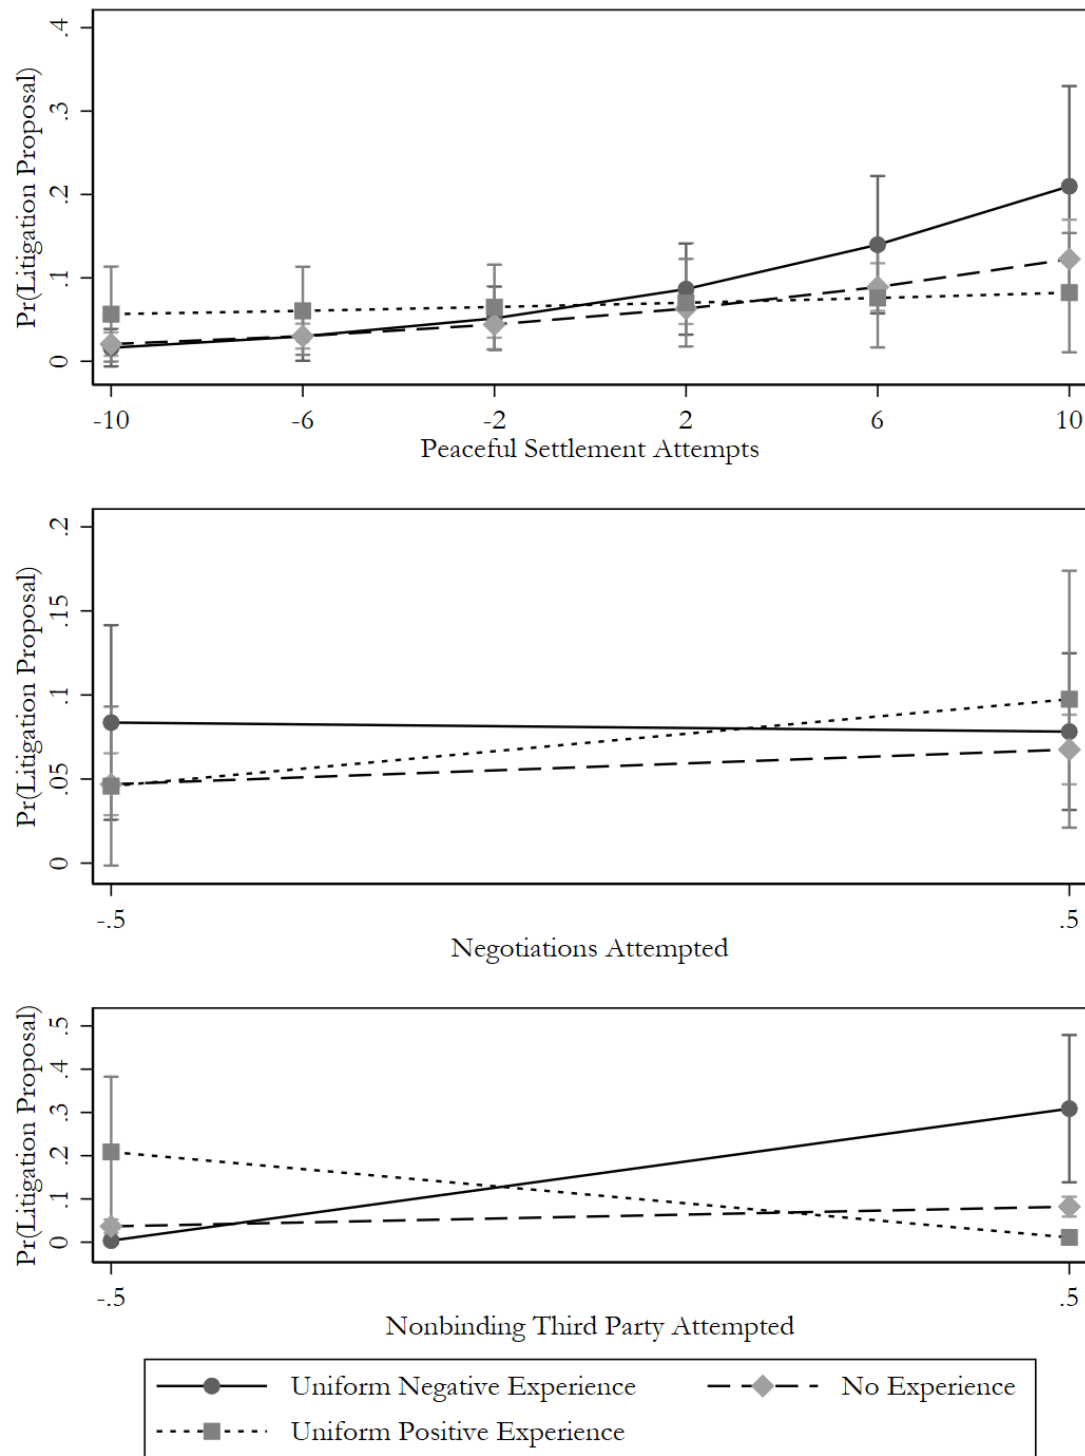 Pr(Litigation Proposal)
.4
.3
.2
.1
0
-10 -6 -2 2 6 10
Peaceful Settlement Attempts
Pr(Litigation Proposal)
.2
.15
.1
.05
0
-.5 .5
Negotiations Attempted
Pr(Litigation Proposal)
.5
.4
.3
.2
.1
0
-.5 .5
Nonbinding Third Party Attempted
Uniform Negative Experience No Experience
Uniform Positive Experience